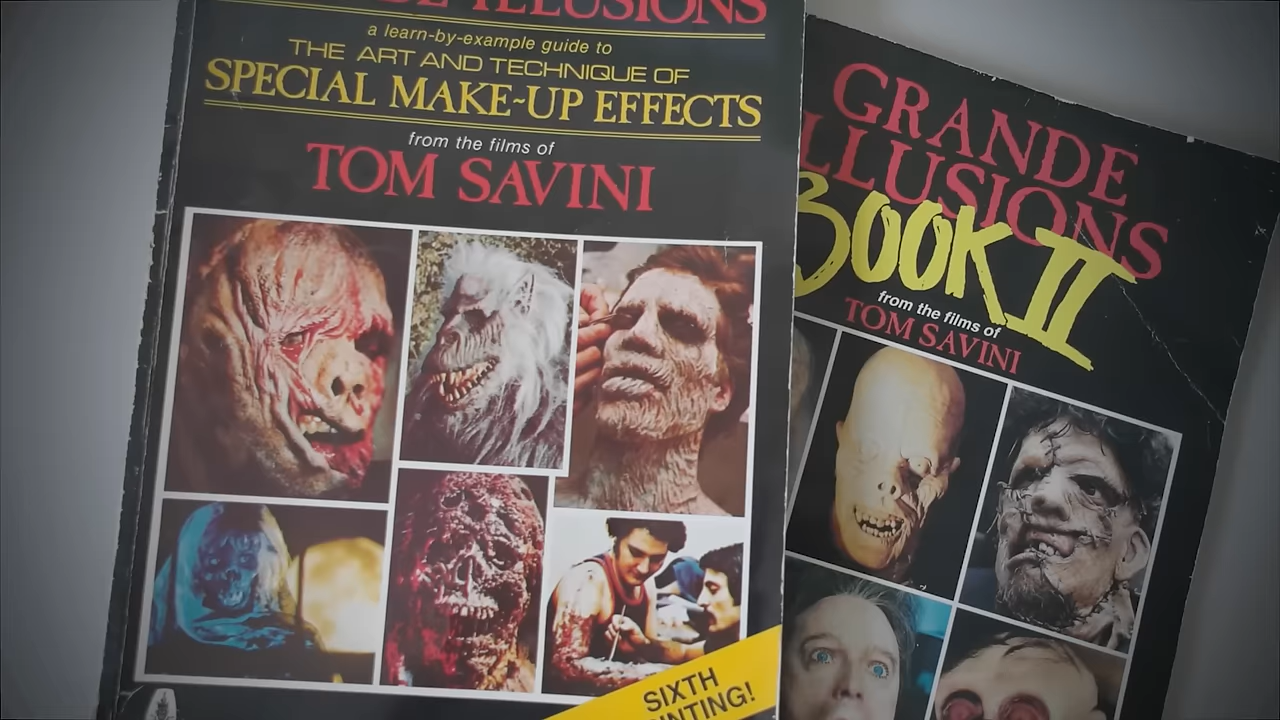 ILLUSIONS
a learn-by-example guide to
THE ART AND TECHNIQUE OF
SPECIAL MAKE-UP EFFECTS
from the films of
TOM SAVINI
SIXTH
GRANDE
ILLUSIONS
BOOK II
from the films of
TOM SAVINI